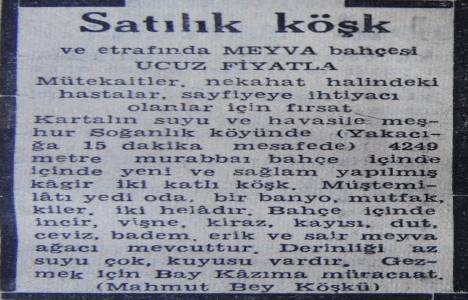 Satılık köşk
ve etrafında MEYVA bahçesi
UCUZ FİYATLA
Mütekaitler, nekahat halindeki
hastalar, sayfiyeye ihtiyacı
olanlar için fırsat
Kartalın suyu ve havasile meş-
hur Soğanlık köyünde (Yakacı-
ğa 15 dakika mesafede) 4249
metre murabbaı bahçe içinde
içinde yeni ve sağlam yapılmış
kâgir iki katlı köşk. Müştemi-
lâtı yedi oda, bir banyo, mutfak,
kiler, iki helâdır. Bahçe içinde
incir, vişne, kiraz, kayısı, dut,
ceviz, badem, erik ve sair meyva
ağacı mevcuttur. Derinliği az
suyu çok, kuyusu vardır. Gez-
mek için Bay Kâzıma müracaat.
(Mahmut Bey Köşkü)